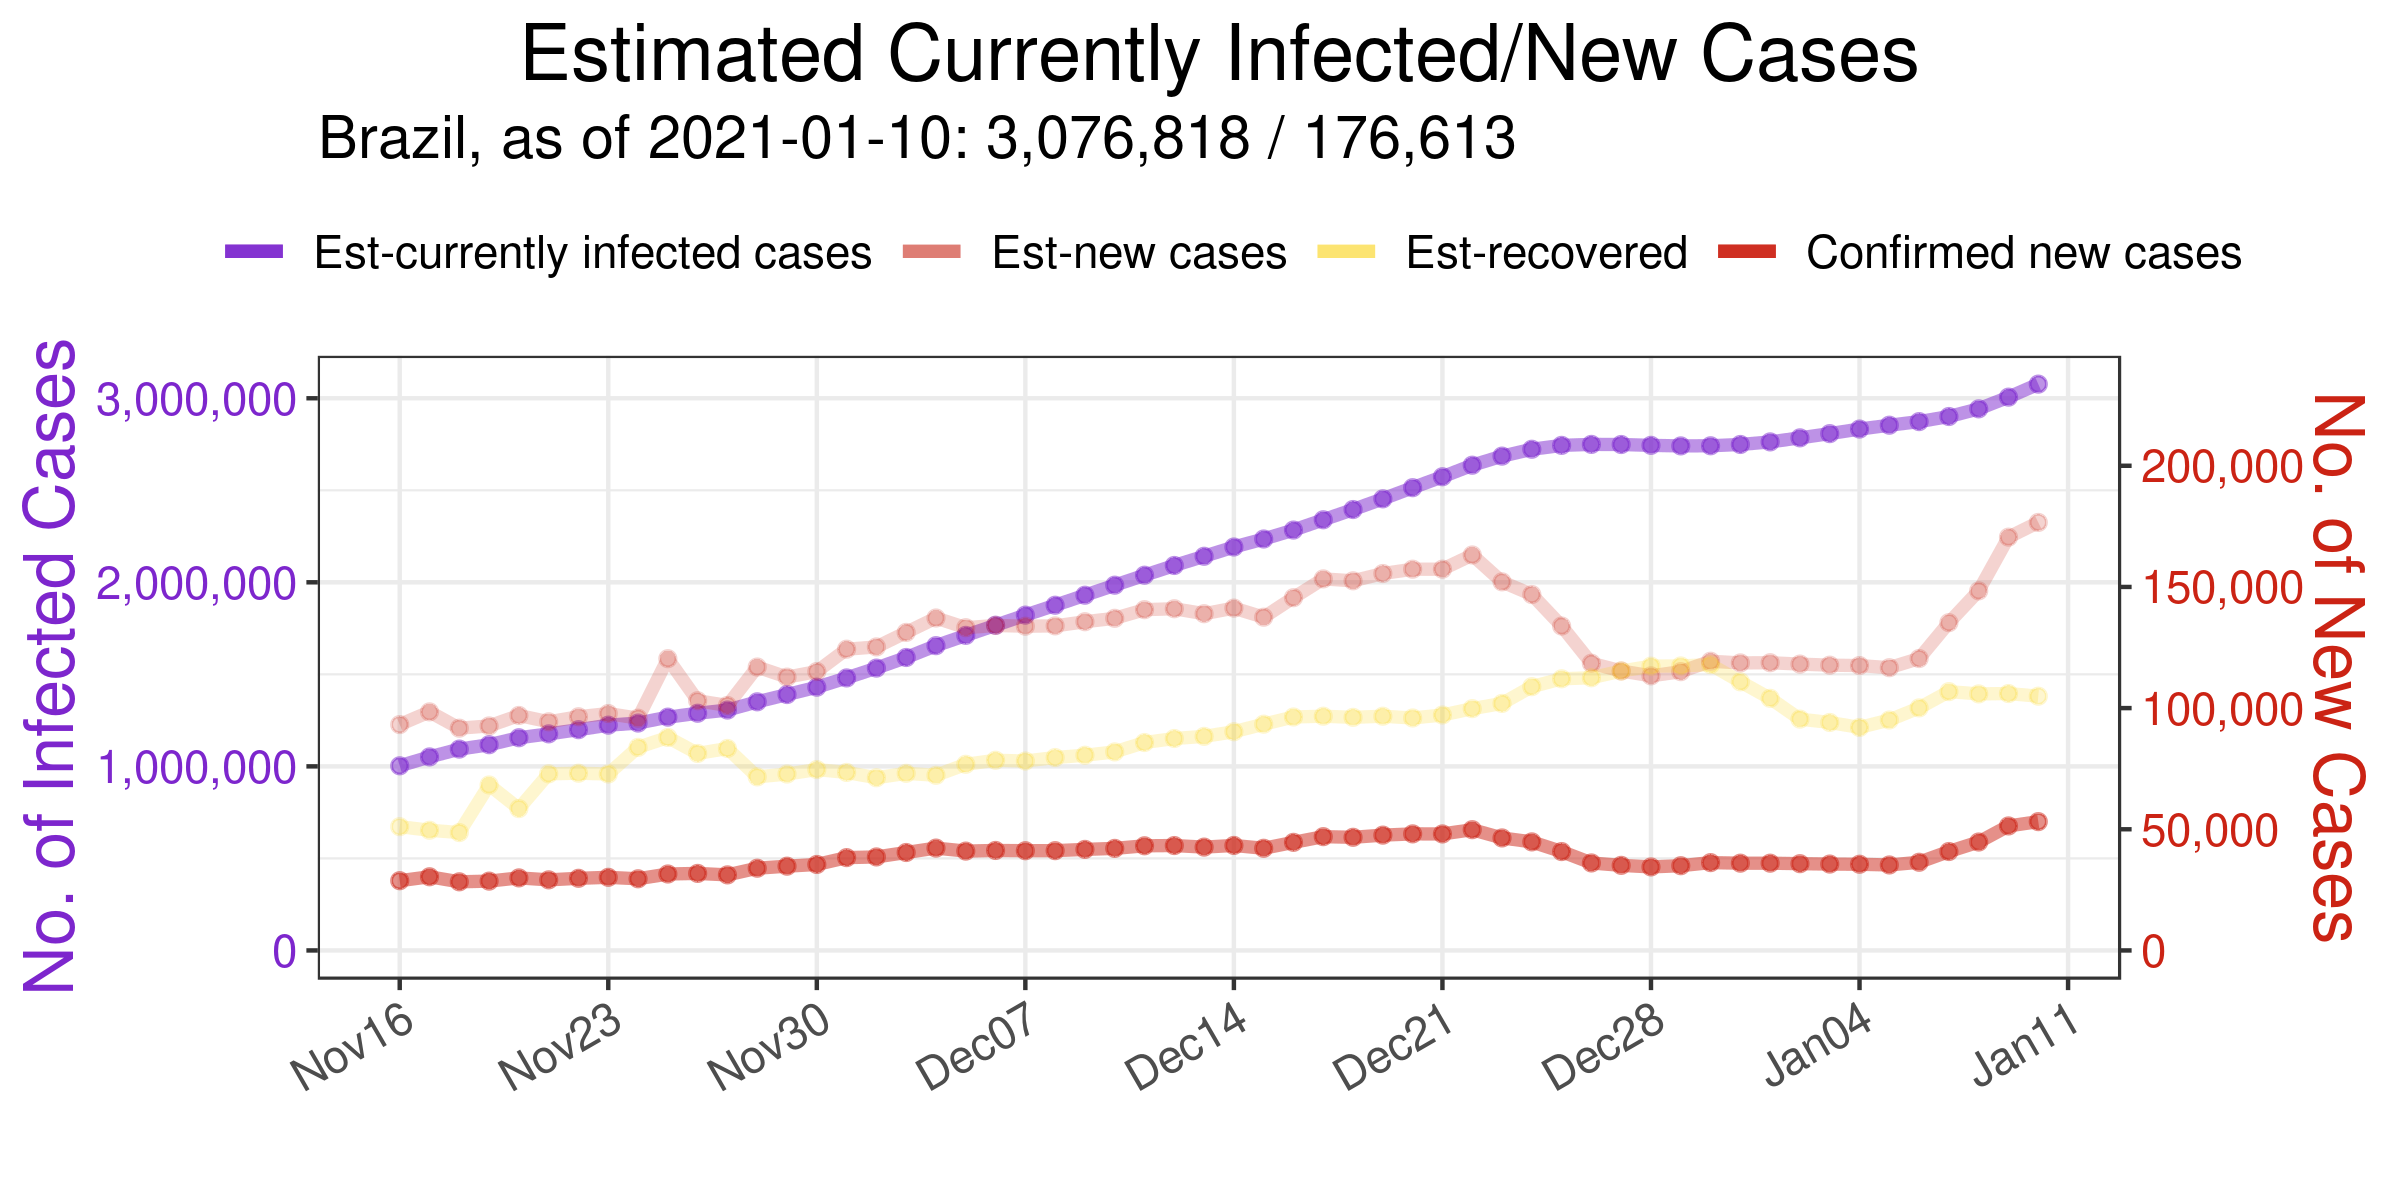 Estimated Currently Infected/New Cases
Brazil, as of 2021-01-10: 3,076,818 / 176,613
Est-currently infected cases Est-new cases Est-recovered Confirmed new cases
No. of Infected Cases
3,000,000
2,000,000
1,000,000
0
200,000
150,000
100,000
50,000
0
No. of New Cases
Nov16 Nov23 Nov30 Dec07 Dec14 Dec21 Dec28 Jan04 Jan11